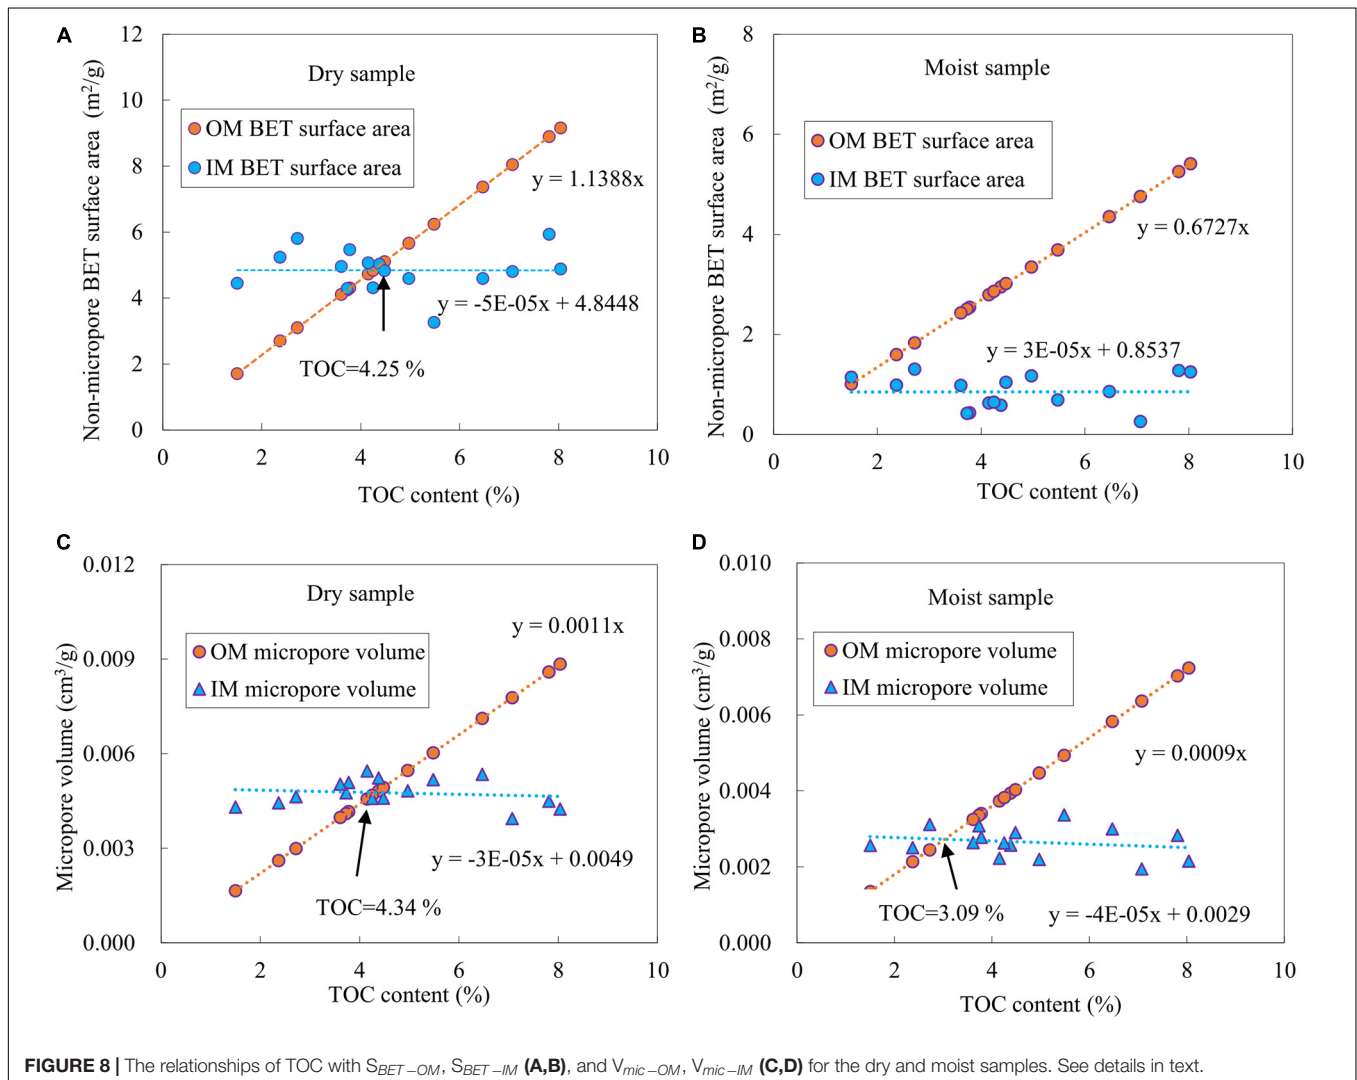 A
12
10
8
6
4
2
0
0 2 4 6 8 10
Non-micropore BET surface area (m²/g)
TOC content (%)
Dry sample
OM BET surface area
IM BET surface area
y = 1.1388x
y = -5E-05x + 4.8448
TOC=4.25 %
B
8
6
4
2
0
0 2 4 6 8 10
Non-micropore BET surface area (m²/g)
TOC content (%)
Moist sample
OM BET surface area
IM BET surface area
y = 0.6727x
y = 3E-05x + 0.8537
C
0.012
0.009
0.006
0.003
0.000
0 2 4 6 8 10
Micropore volume (cm³/g)
TOC content (%)
Dry sample
OM micropore volume
IM micropore volume
y = 0.0011x
y = -3E-05x + 0.0049
TOC=4.34 %
D
0.010
0.008
0.006
0.004
0.002
0.000
0 2 4 6 8 10
Micropore volume (cm³/g)
TOC content (%)
Moist sample
OM micropore volume
IM micropore volume
y = 0.0009x
TOC=3.09 %
y = -4E-05x + 0.0029
FIGURE 8 | The relationships of TOC with S_BET−OM, S_BET−IM (A,B), and V_mic−OM, V_mic−IM (C,D) for the dry and moist samples. See details in text.